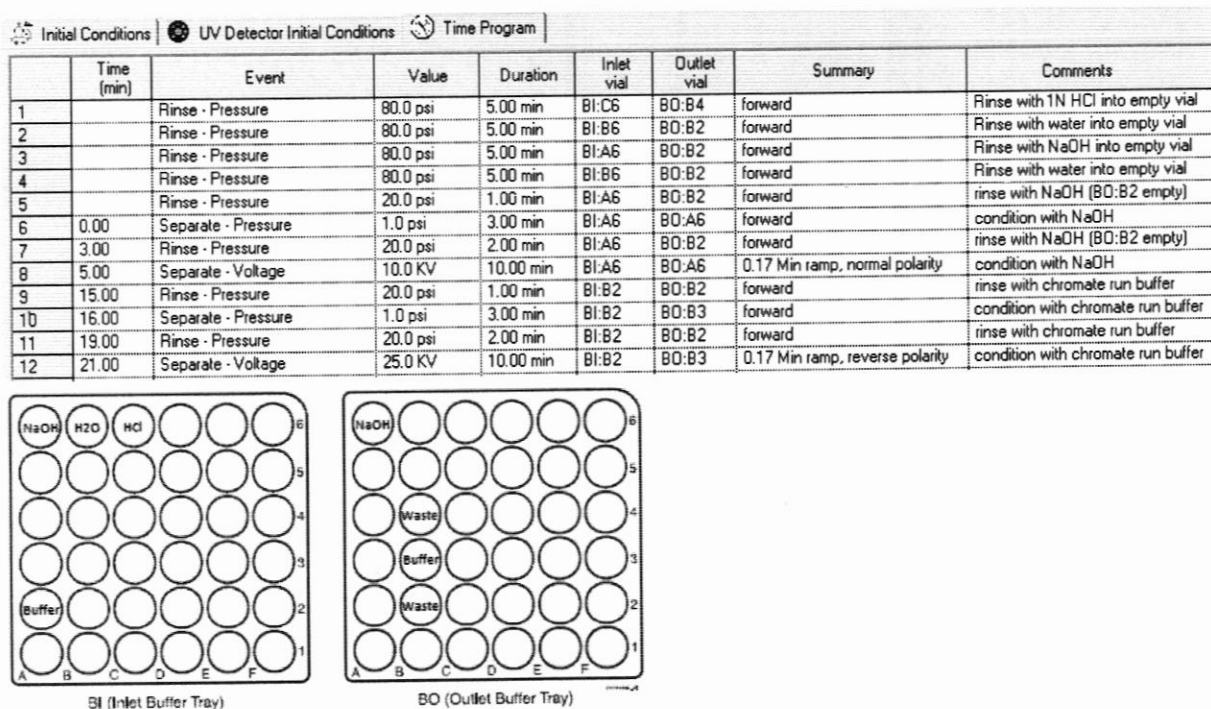 Initial Conditions UV Detector Initial Conditions Time Program
Time (min) Event Value Duration Inlet vial Outlet vial Summary Comments
1 Rinse - Pressure 80.0 psi 5.00 min BI:C6 BO:B4 forward Rinse with 1N HCl into empty vial
2 Rinse - Pressure 80.0 psi 5.00 min BI:B6 BO:B2 forward Rinse with water into empty vial
3 Rinse - Pressure 80.0 psi 5.00 min BI:A6 BO:B2 forward Rinse with NaOH into empty vial
4 Rinse - Pressure 80.0 psi 5.00 min BI:B6 BO:B2 forward Rinse with water into empty vial
5 Rinse - Pressure 20.0 psi 1.00 min BI:A6 BO:B2 forward rinse with NaOH (BO:B2 empty)
6 0.00 Separate - Pressure 1.0 psi 3.00 min BI:A6 BO:A6 forward condition with NaOH
7 3.00 Rinse - Pressure 20.0 psi 2.00 min BI:A6 BO:B2 forward rinse with NaOH (BO:B2 empty)
8 5.00 Separate - Voltage 10.0 KV 10.00 min BI:A6 BO:A6 0.17 Min ramp, normal polarity condition with NaOH
9 15.00 Rinse - Pressure 20.0 psi 1.00 min BI:B2 BO:B2 forward rinse with chromate run buffer
10 16.00 Separate - Pressure 1.0 psi 3.00 min BI:B2 BO:B3 forward condition with chromate run buffer
11 19.00 Rinse - Pressure 20.0 psi 2.00 min BI:B2 BO:B2 forward rinse with chromate run buffer
12 21.00 Separate - Voltage 25.0 KV 10.00 min BI:B2 BO:B3 0.17 Min ramp, reverse polarity condition with chromate run buffer
NaOH H2O HCl 6
5
4
3
Buffer 2
1
A B C D E F
BI (Inlet Buffer Tray)
NaOH 6
5
Waste 4
Buffer 3
Waste 2
1
A B C D E F
BO (Outlet Buffer Tray)